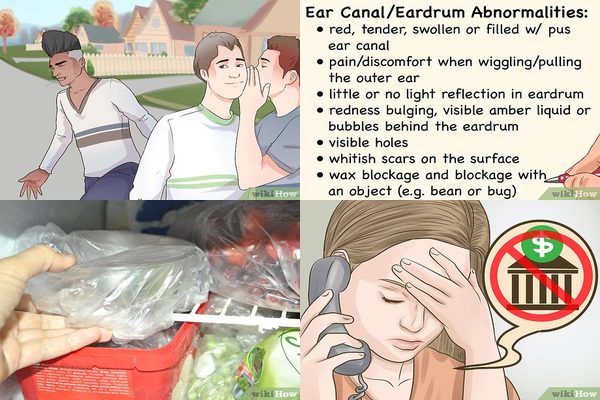 wikiHow
Ear Canal/Eardrum Abnormalities:
• red, tender, swollen or filled w/ pus
ear canal
• pain/discomfort when wiggling/pulling
the outer ear
• little or no light reflection in eardrum
• redness bulging, visible amber liquid or
bubbles behind the eardrum
• visible holes
• whitish scars on the surface
• wax blockage and blockage with
an object (e.g. bean or bug)
wikiHow
wikiHow
$
wikiHow